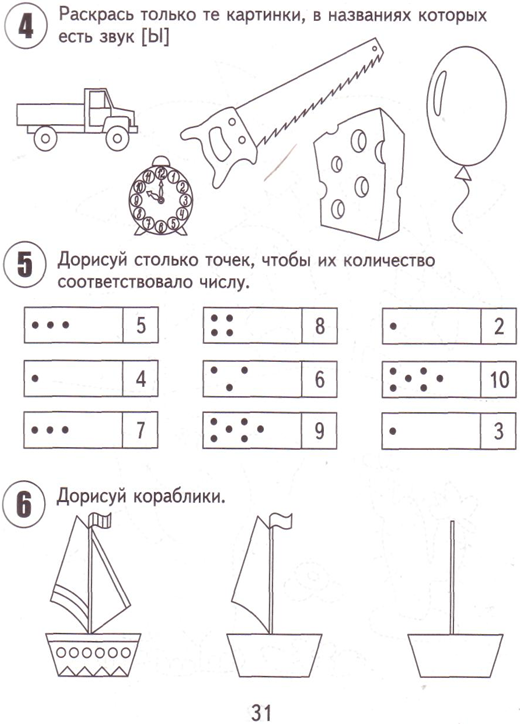 4 Раскрась только те картинки, в названиях которых
есть звук [Ы]
5 Дорисуй столько точек, чтобы их количество
соответствовало числу.
5 8 2
4 6 10
7 9 3
6 Дорисуй кораблики.
31